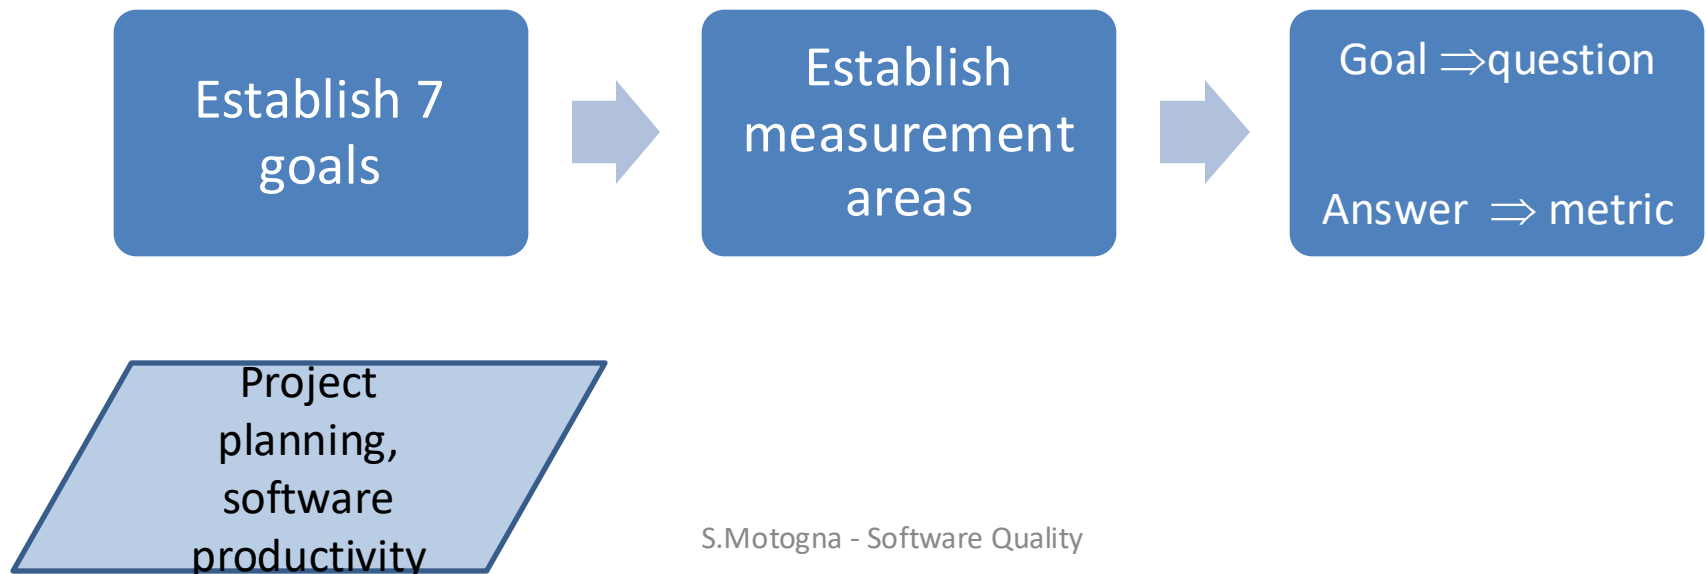 Establish 7
goals
Establish
measurement
areas
Goal ⇒question
Answer ⇒ metric
Project
planning,
software
productivity
S.Motogna - Software Quality